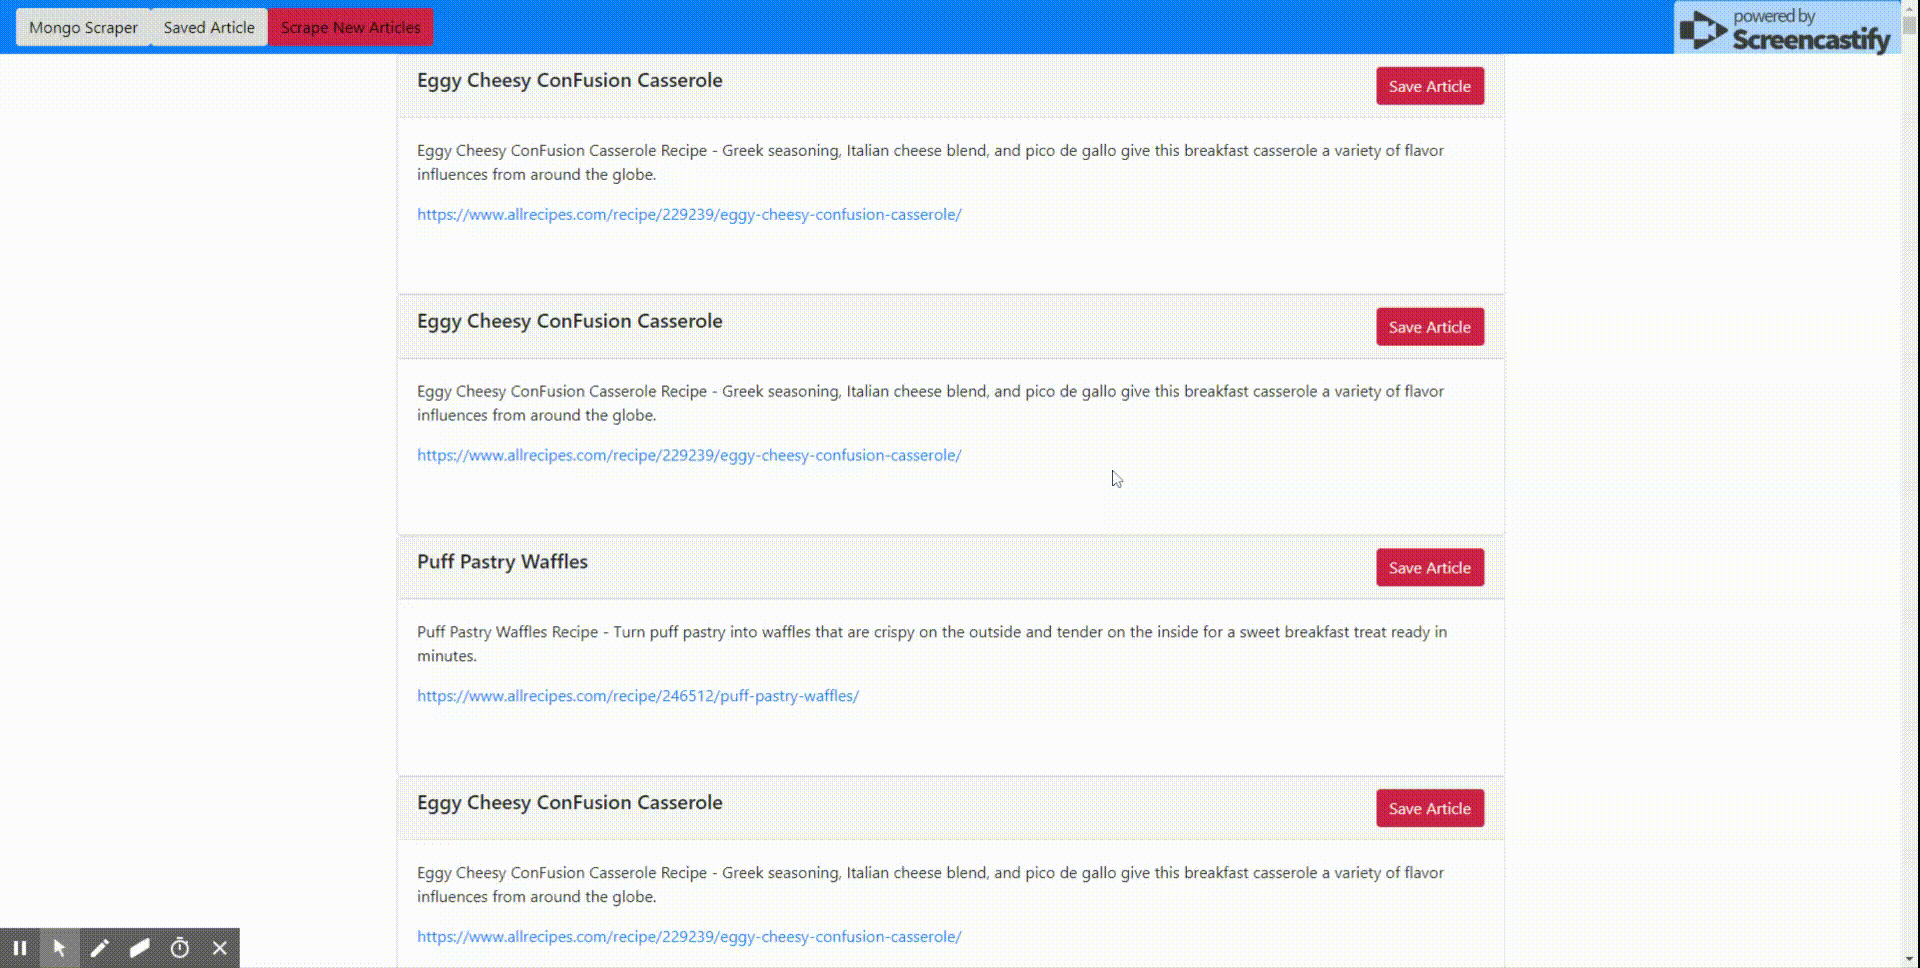 Mongo Scraper Saved Article Scrape New Articles
powered by
Screencastify
Eggy Cheesy ConFusion Casserole
Save Article
Eggy Cheesy ConFusion Casserole Recipe - Greek seasoning, Italian cheese blend, and pico de gallo give this breakfast casserole a variety of flavor
influences from around the globe.
https://www.allrecipes.com/recipe/229239/eggy-cheesy-confusion-casserole/
Eggy Cheesy ConFusion Casserole
Save Article
Eggy Cheesy ConFusion Casserole Recipe - Greek seasoning, Italian cheese blend, and pico de gallo give this breakfast casserole a variety of flavor
influences from around the globe.
https://www.allrecipes.com/recipe/229239/eggy-cheesy-confusion-casserole/
Puff Pastry Waffles
Save Article
Puff Pastry Waffles Recipe - Turn puff pastry into waffles that are crispy on the outside and tender on the inside for a sweet breakfast treat ready in
minutes.
https://www.allrecipes.com/recipe/246512/puff-pastry-waffles/
Eggy Cheesy ConFusion Casserole
Save Article
Eggy Cheesy ConFusion Casserole Recipe - Greek seasoning, Italian cheese blend, and pico de gallo give this breakfast casserole a variety of flavor
influences from around the globe.
https://www.allrecipes.com/recipe/229239/eggy-cheesy-confusion-casserole/